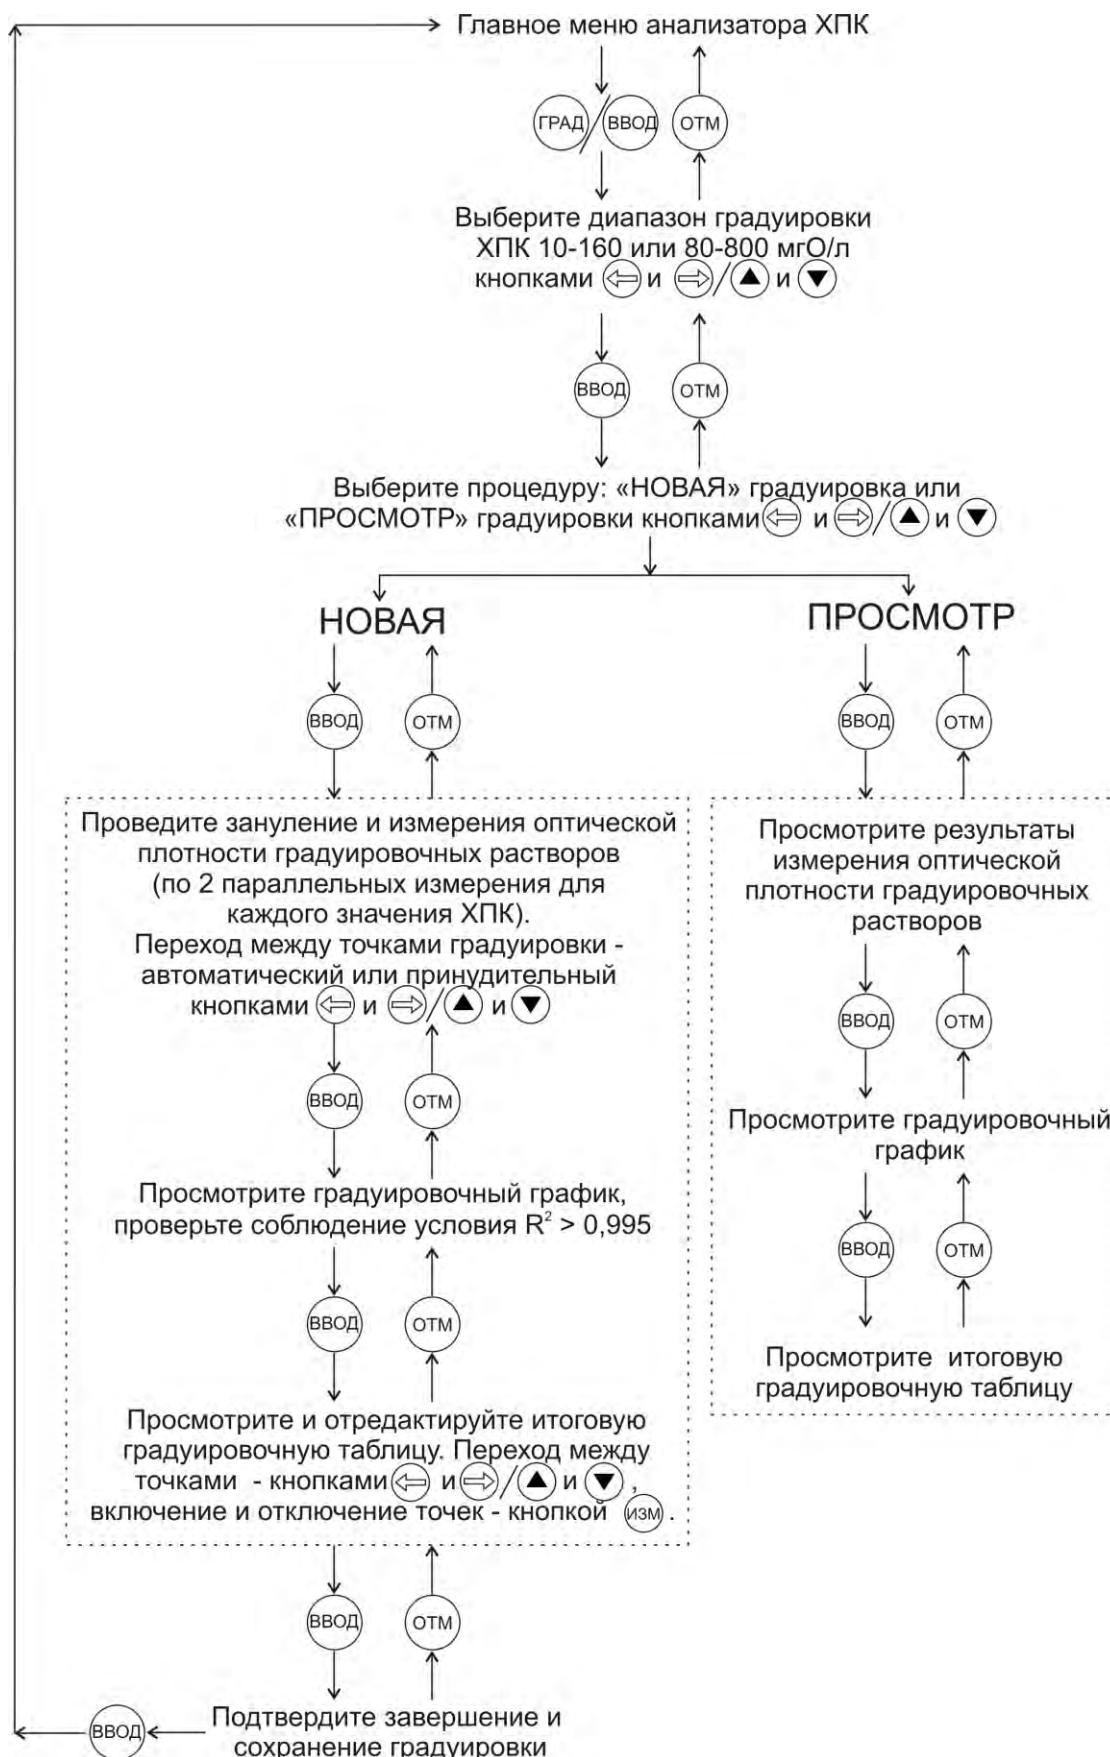 Главное меню анализатора ХПК
ГРАД / ВВОД ОТМ
Выберите диапазон градуировки
ХПК 10-160 или 80-800 мгО/л
кнопками ⇦ и ⇨ / ▲ и ▼
ВВОД ОТМ
Выберите процедуру: «НОВАЯ» градуировка или
«ПРОСМОТР» градуировки кнопками ⇦ и ⇨ / ▲ и ▼
НОВАЯ
ВВОД ОТМ
Проведите зануление и измерения оптической
плотности градуировочных растворов
(по 2 параллельных измерения для
каждого значения ХПК).
Переход между точками градуировки -
автоматический или принудительный
кнопками ⇦ и ⇨ / ▲ и ▼
ВВОД ОТМ
Просмотрите градуировочный график,
проверьте соблюдение условия R² > 0,995
ВВОД ОТМ
Просмотрите и отредактируйте итоговую
градуировочную таблицу. Переход между
точками - кнопками ⇦ и ⇨ / ▲ и ▼ ,
включение и отключение точек - кнопкой ИЗМ .
ВВОД ОТМ
Подтвердите завершение и
сохранение градуировки
ВВОД
ПРОСМОТР
ВВОД ОТМ
Просмотрите результаты
измерения оптической
плотности градуировочных
растворов
ВВОД ОТМ
Просмотрите градуировочный
график
ВВОД ОТМ
Просмотрите итоговую
градуировочную таблицу